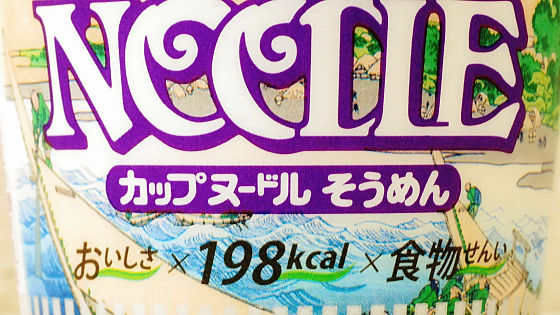 NOODLE
カップヌードル そうめん
おいしさ × 198kcal × 食物せんい